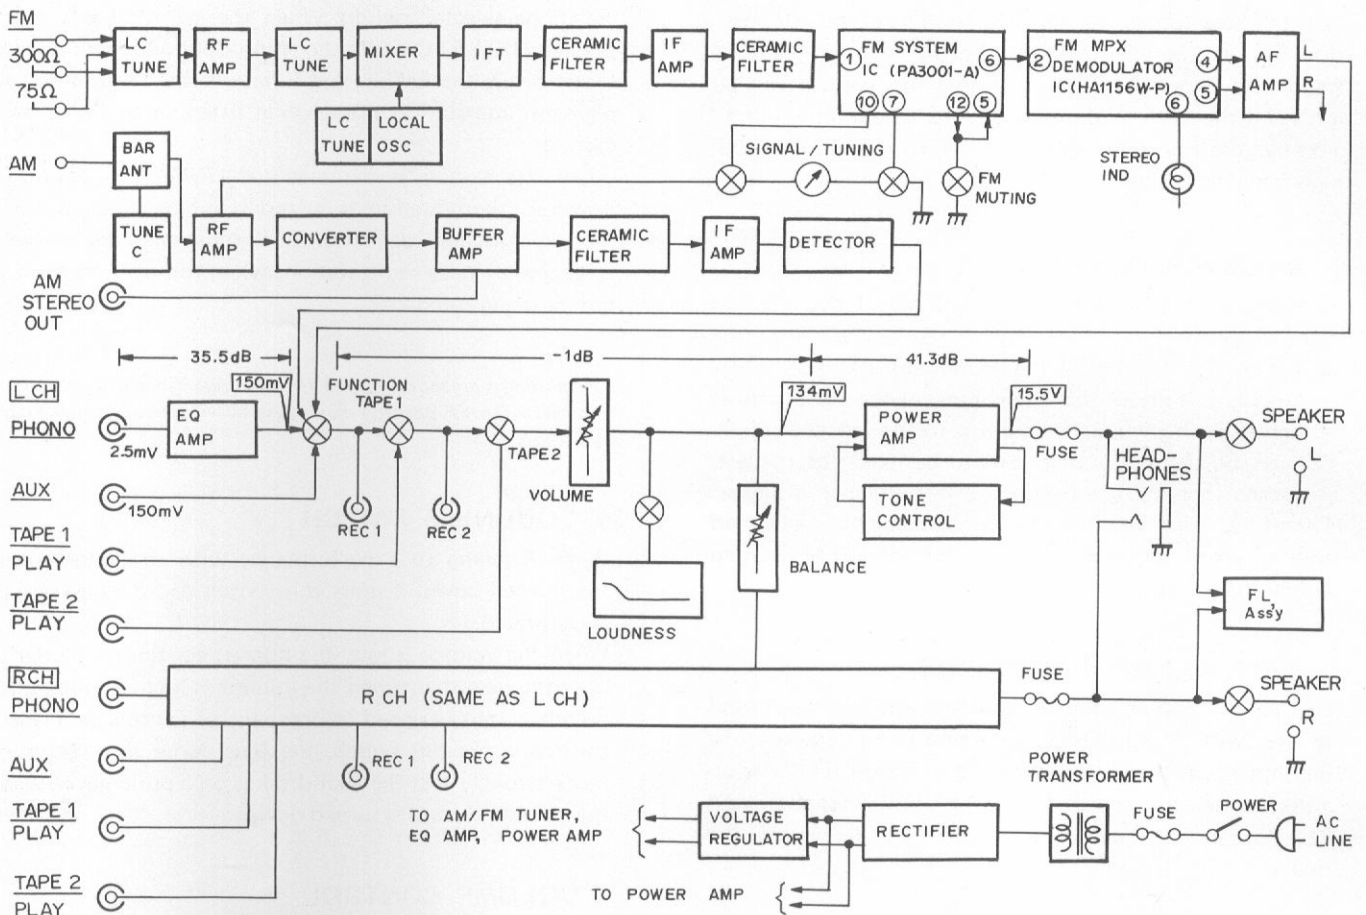 FM
300Ω
75Ω
LC
TUNE
RF
AMP
LC
TUNE
MIXER
IFT
CERAMIC
FILTER
IF
AMP
CERAMIC
FILTER
FM SYSTEM
IC (PA3001-A)
1
6
10
7
12
5
FM MPX
DEMODULATOR
IC(HA1156W-P)
2
4
5
6
AF
AMP
L
R
LC
TUNE
LOCAL
OSC
SIGNAL / TUNING
FM
MUTING
STEREO
IND
AM
BAR
ANT
TUNE
C
RF
AMP
CONVERTER
BUFFER
AMP
CERAMIC
FILTER
IF
AMP
DETECTOR
AM
STEREO
OUT
35.5dB
-1dB
41.3dB
L CH
PHONO
2.5mV
EQ
AMP
150mV
FUNCTION
TAPE 1
TAPE2
VOLUME
134mV
POWER
AMP
15.5V
FUSE
HEAD-
PHONES
SPEAKER
L
AUX
150mV
REC 1
REC 2
TONE
CONTROL
TAPE 1
PLAY
BALANCE
LOUDNESS
TAPE 2
PLAY
FL
Ass'y
R CH
PHONO
R CH (SAME AS L CH)
FUSE
SPEAKER
R
AUX
REC 1
REC 2
POWER
TRANSFORMER
TAPE 1
PLAY
TO AM/FM TUNER,
EQ AMP, POWER AMP
VOLTAGE
REGULATOR
RECTIFIER
FUSE
POWER
AC
LINE
TAPE 2
PLAY
TO POWER AMP